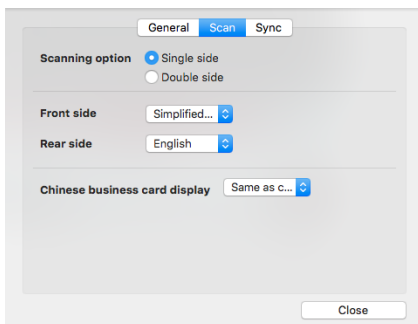 General Scan Sync
Scanning option Single side
Double side
Front side Simplified...
Rear side English
Chinese business card display Same as c...
Close